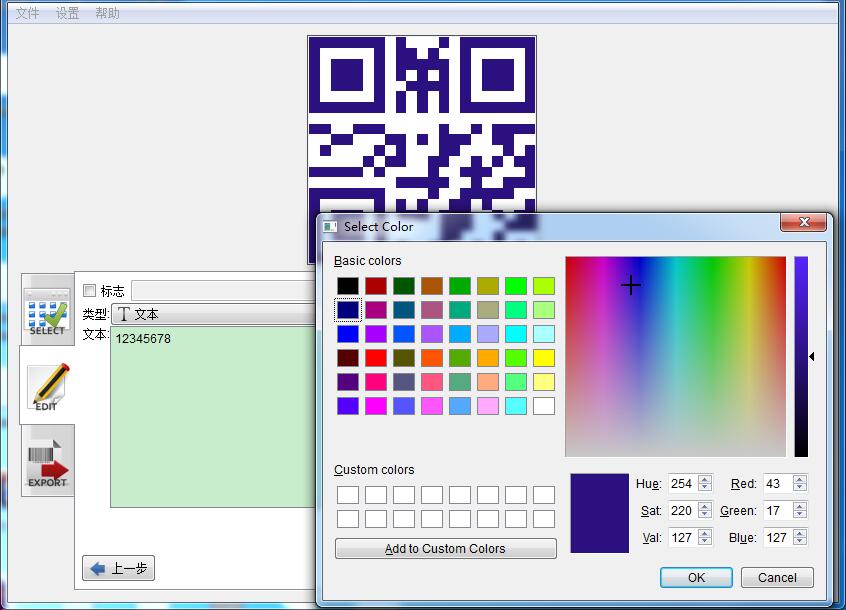 文件 设置 帮助
Select Color
Basic colors
标志
类型: 文本
文本: 12345678
SELECT
EDIT
EXPORT
上一步
Custom colors
Add to Custom Colors
Hue: 254 Red: 43
Sat: 220 Green: 17
Val: 127 Blue: 127
OK Cancel